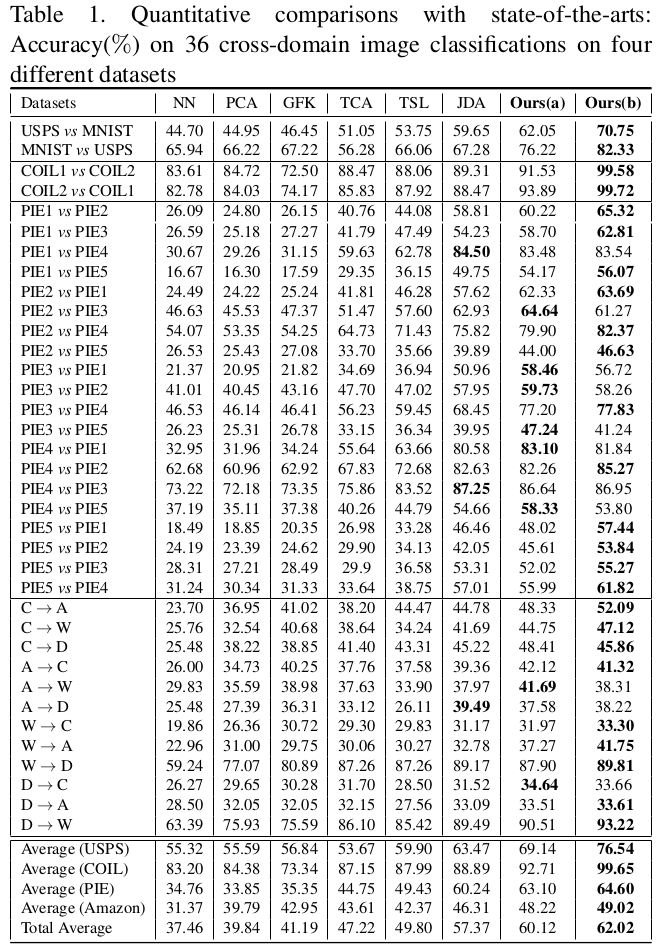 Table 1. Quantitative comparisons with state-of-the-arts:
Accuracy(%) on 36 cross-domain image classifications on four
different datasets
Datasets NN PCA GFK TCA TSL JDA Ours(a) Ours(b)
USPS vs MNIST 44.70 44.95 46.45 51.05 53.75 59.65 62.05 70.75
MNIST vs USPS 65.94 66.22 67.22 56.28 66.06 67.28 76.22 82.33
COIL1 vs COIL2 83.61 84.72 72.50 88.47 88.06 89.31 91.53 99.58
COIL2 vs COIL1 82.78 84.03 74.17 85.83 87.92 88.47 93.89 99.72
PIE1 vs PIE2 26.09 24.80 26.15 40.76 44.08 58.81 60.22 65.32
PIE1 vs PIE3 26.59 25.18 27.27 41.79 47.49 54.23 58.70 62.81
PIE1 vs PIE4 30.67 29.26 31.15 59.63 62.78 84.50 83.48 83.54
PIE1 vs PIE5 16.67 16.30 17.59 29.35 36.15 49.75 54.17 56.07
PIE2 vs PIE1 24.49 24.22 25.24 41.81 46.28 57.62 62.33 63.69
PIE2 vs PIE3 46.63 45.53 47.37 51.47 57.60 62.93 64.64 61.27
PIE2 vs PIE4 54.07 53.35 54.25 64.73 71.43 75.82 79.90 82.37
PIE2 vs PIE5 26.53 25.43 27.08 33.70 35.66 39.89 44.00 46.63
PIE3 vs PIE1 21.37 20.95 21.82 34.69 36.94 50.96 58.46 56.72
PIE3 vs PIE2 41.01 40.45 43.16 47.70 47.02 57.95 59.73 58.26
PIE3 vs PIE4 46.53 46.14 46.41 56.23 59.45 68.45 77.20 77.83
PIE3 vs PIE5 26.23 25.31 26.78 33.15 36.34 39.95 47.24 41.24
PIE4 vs PIE1 32.95 31.96 34.24 55.64 63.66 80.58 83.10 81.84
PIE4 vs PIE2 62.68 60.96 62.92 67.83 72.68 82.63 82.26 85.27
PIE4 vs PIE3 73.22 72.18 73.35 75.86 83.52 87.25 86.64 86.95
PIE4 vs PIE5 37.19 35.11 37.38 40.26 44.79 54.66 58.33 53.80
PIE5 vs PIE1 18.49 18.85 20.35 26.98 33.28 46.46 48.02 57.44
PIE5 vs PIE2 24.19 23.39 24.62 29.90 34.13 42.05 45.61 53.84
PIE5 vs PIE3 28.31 27.21 28.49 29.9 36.58 53.31 52.02 55.27
PIE5 vs PIE4 31.24 30.34 31.33 33.64 38.75 57.01 55.99 61.82
C → A 23.70 36.95 41.02 38.20 44.47 44.78 48.33 52.09
C → W 25.76 32.54 40.68 38.64 34.24 41.69 44.75 47.12
C → D 25.48 38.22 38.85 41.40 43.31 45.22 48.41 45.86
A → C 26.00 34.73 40.25 37.76 37.58 39.36 42.12 41.32
A → W 29.83 35.59 38.98 37.63 33.90 37.97 41.69 38.31
A → D 25.48 27.39 36.31 33.12 26.11 39.49 37.58 38.22
W → C 19.86 26.36 30.72 29.30 29.83 31.17 31.97 33.30
W → A 22.96 31.00 29.75 30.06 30.27 32.78 37.27 41.75
W → D 59.24 77.07 80.89 87.26 87.26 89.17 87.90 89.81
D → C 26.27 29.65 30.28 31.70 28.50 31.52 34.64 33.66
D → A 28.50 32.05 32.05 32.15 27.56 33.09 33.51 33.61
D → W 63.39 75.93 75.59 86.10 85.42 89.49 90.51 93.22
Average (USPS) 55.32 55.59 56.84 53.67 59.90 63.47 69.14 76.54
Average (COIL) 83.20 84.38 73.34 87.15 87.99 88.89 92.71 99.65
Average (PIE) 34.76 33.85 35.35 44.75 49.43 60.24 63.10 64.60
Average (Amazon) 31.37 39.79 42.95 43.61 42.37 46.31 48.22 49.02
Total Average 37.46 39.84 41.19 47.22 49.80 57.37 60.12 62.02